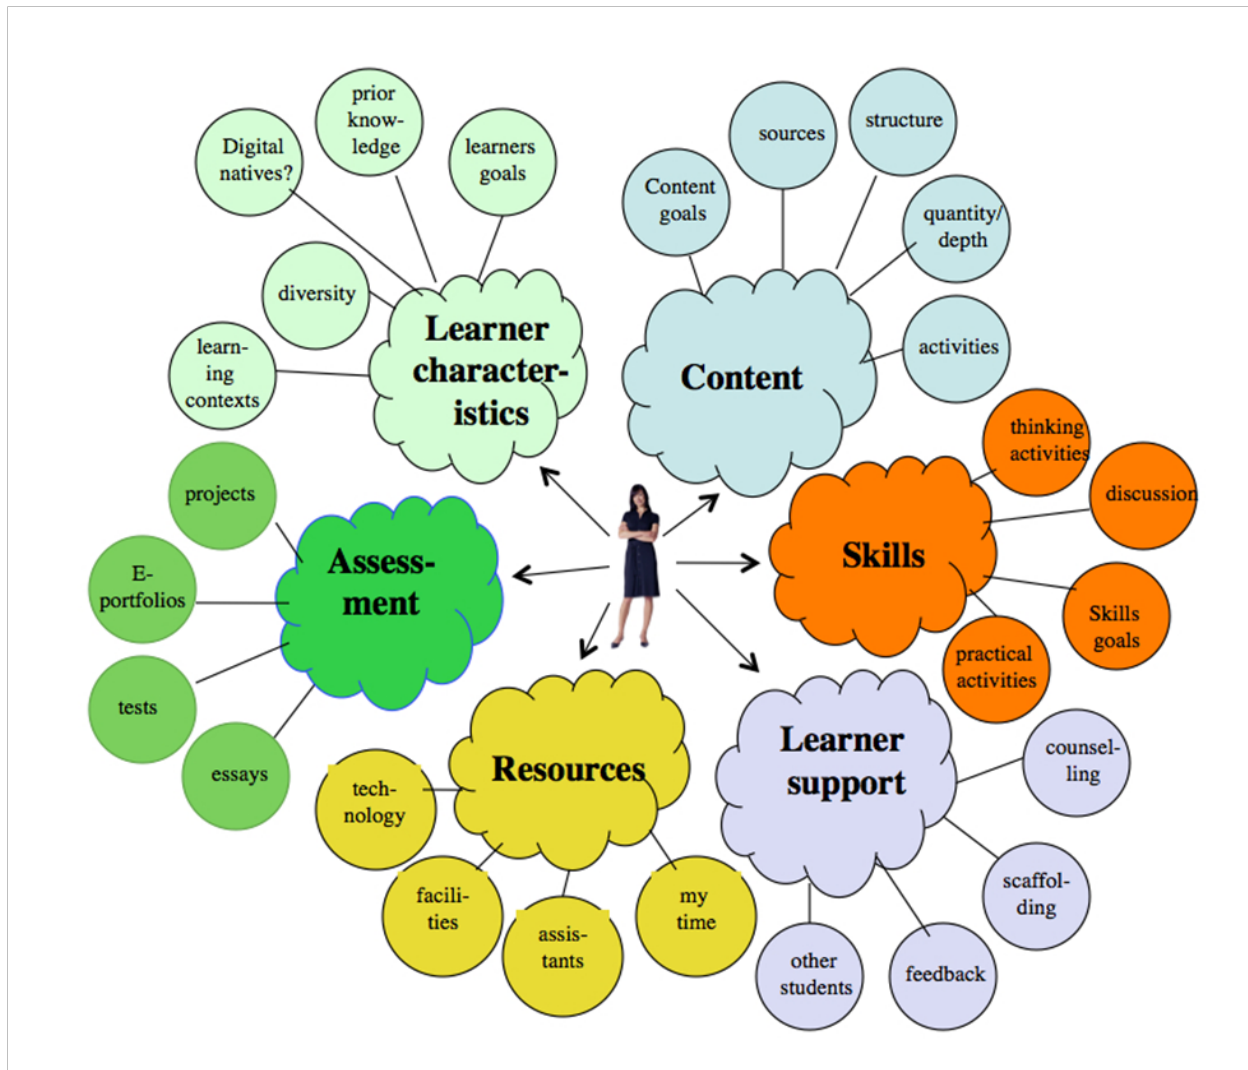 prior
know-
ledge
Digital
natives?
learners
goals
diversity
learn-
ing
contexts
Learner
character-
istics
sources
structure
Content
goals
quantity/
depth
activities
Content
thinking
activities
discussion
Skills
goals
practical
activities
Skills
projects
E-
portfolios
tests
essays
Assess-
ment
Resources
tech-
nology
facili-
ties
assis-
tants
my
time
Learner
support
counsel-
ling
scaffol-
ding
feedback
other
students